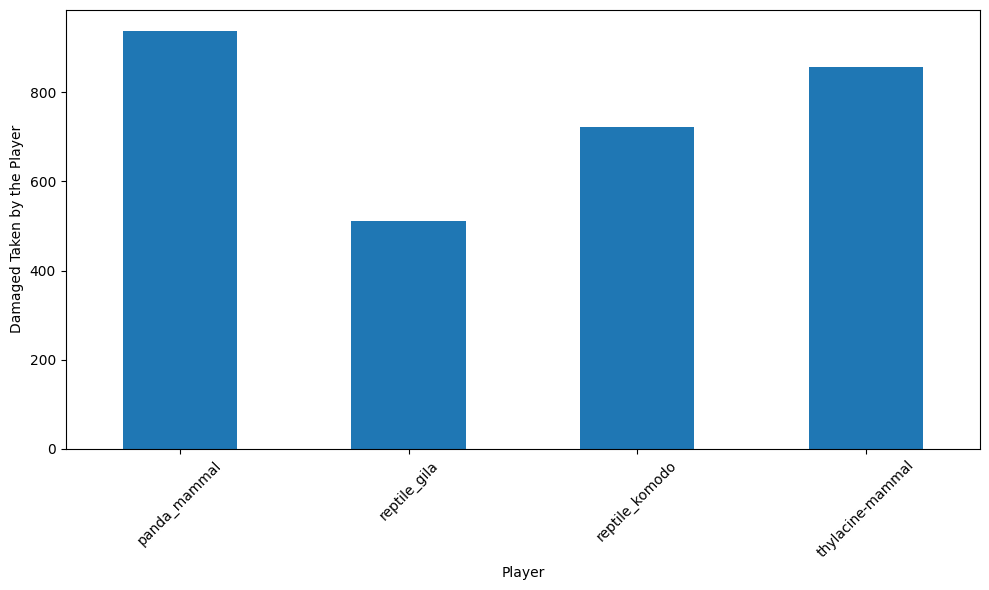 Damaged Taken by the Player
800
600
400
200
0
panda_mammal
reptile_gila
reptile_komodo
thylacine-mammal
Player